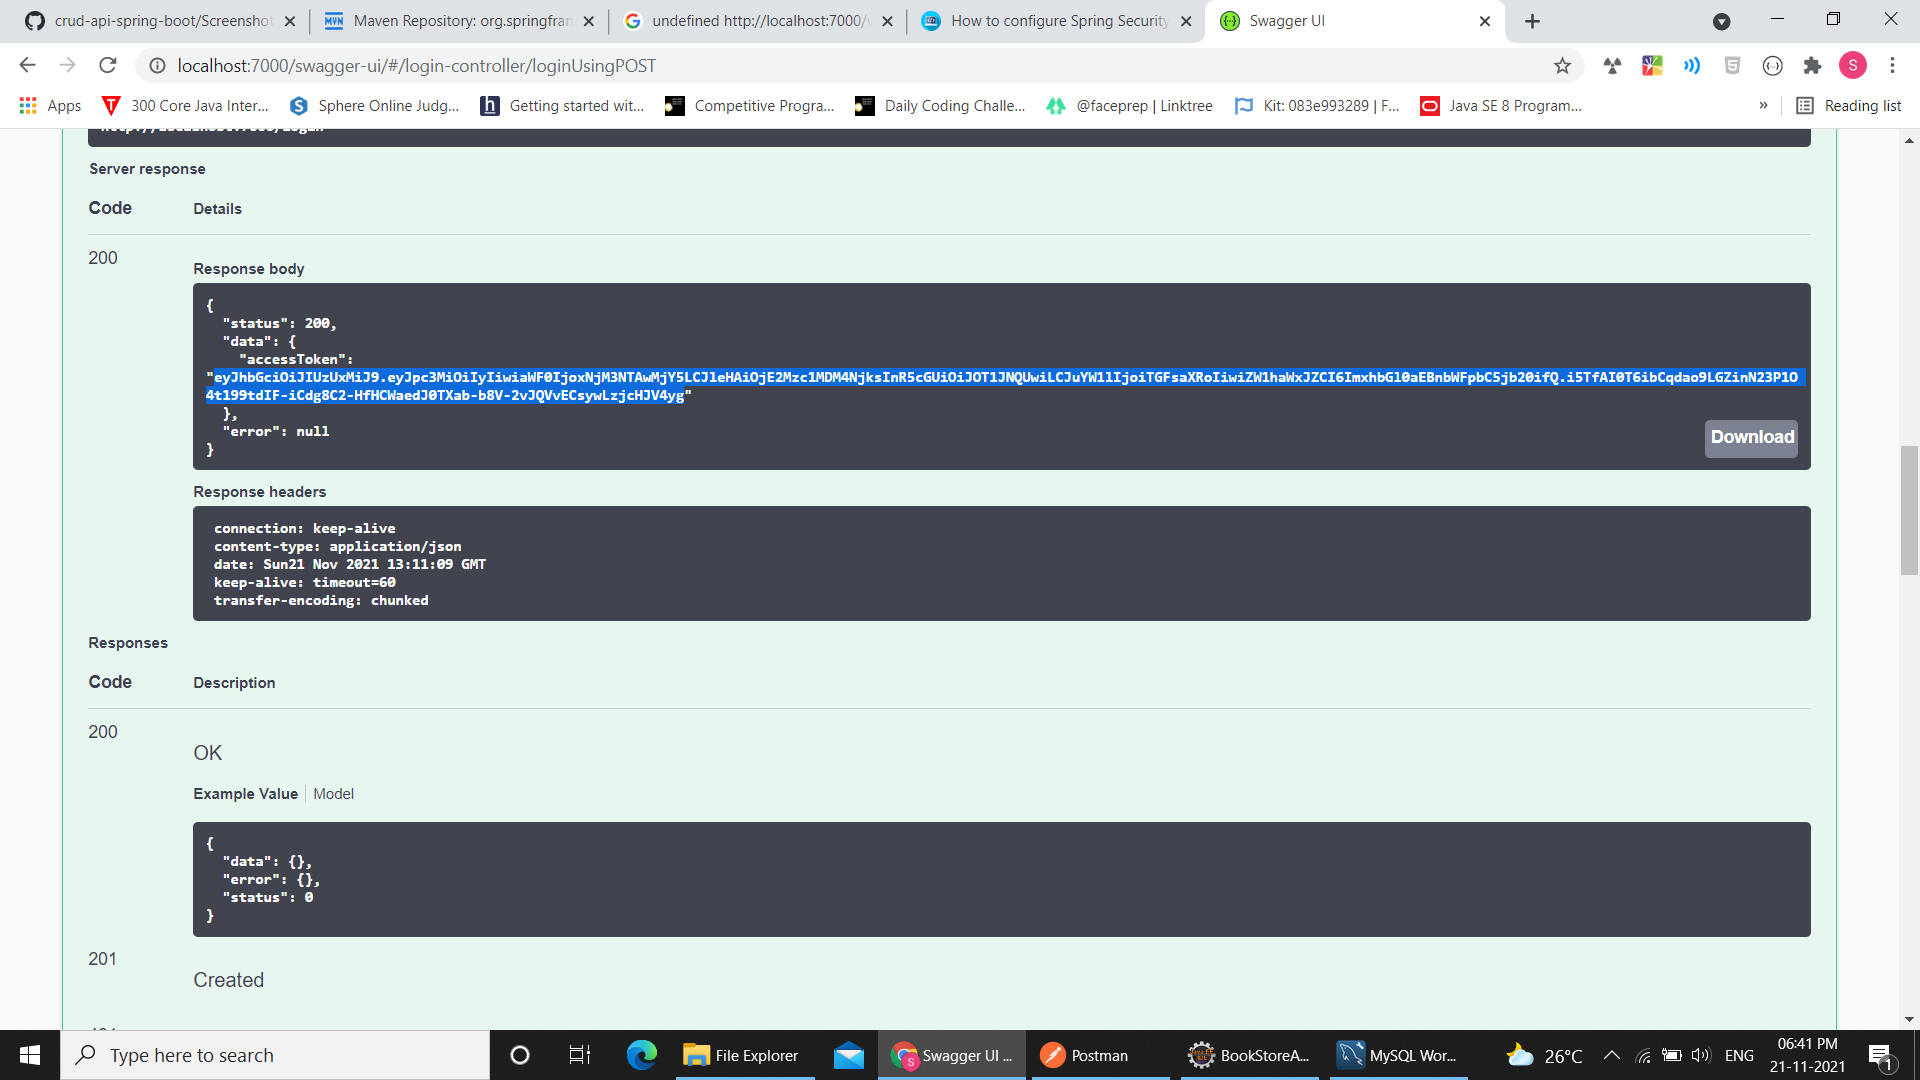 crud-api-spring-boot/Screenshot
Maven Repository: org.springfran
undefined http://localhost:7000/
How to configure Spring Security
Swagger UI
localhost:7000/swagger-ui/#/login-controller/loginUsingPOST
S
Apps
300 Core Java Inter...
Sphere Online Judg...
Getting started wit...
Competitive Progra...
Daily Coding Challe...
@faceprep | Linktree
Kit: 083e993289 | F...
Java SE 8 Program...
»
Reading list
Server response
Code Details
200
Response body
{
"status": 200,
"data": {
"accessToken":
"eyJhbGciOiJIUzUxMiJ9.eyJpc3MiOiIyIiwiaWF0IjoxNjM3NTAwMjY5LCJleHAiOjE2Mzc1MDM4NjksInR5cGUiOiJOT1JNQUwiLCJuYW1lIjoiTGFsaXRoIiwiZW1haWxJZCI6ImxhbGl0aEBnbWFpbC5jb20ifQ.i5TfAI0T6ibCqdao9LGZinN23P1O
4t199tdIF-iCdg8C2-HfHCWaedJ0TXab-b8V-2vJQVvECsywLzjcHJV4yg"
},
"error": null
}
Download
Response headers
connection: keep-alive
content-type: application/json
date: Sun21 Nov 2021 13:11:09 GMT
keep-alive: timeout=60
transfer-encoding: chunked
Responses
Code Description
200
OK
Example Value Model
{
"data": {},
"error": {},
"status": 0
}
201
Created
Type here to search
File Explorer
Swagger UI ...
Postman
BookStoreA...
MySQL Wor...
26°C
ENG
06:41 PM
21-11-2021
1